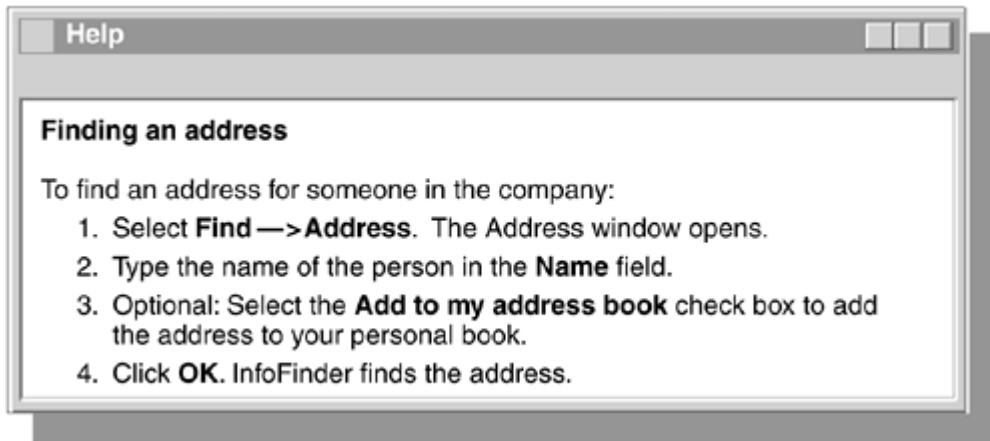 Help
Finding an address
To find an address for someone in the company:
1. Select Find —>Address. The Address window opens.
2. Type the name of the person in the Name field.
3. Optional: Select the Add to my address book check box to add
the address to your personal book.
4. Click OK. InfoFinder finds the address.